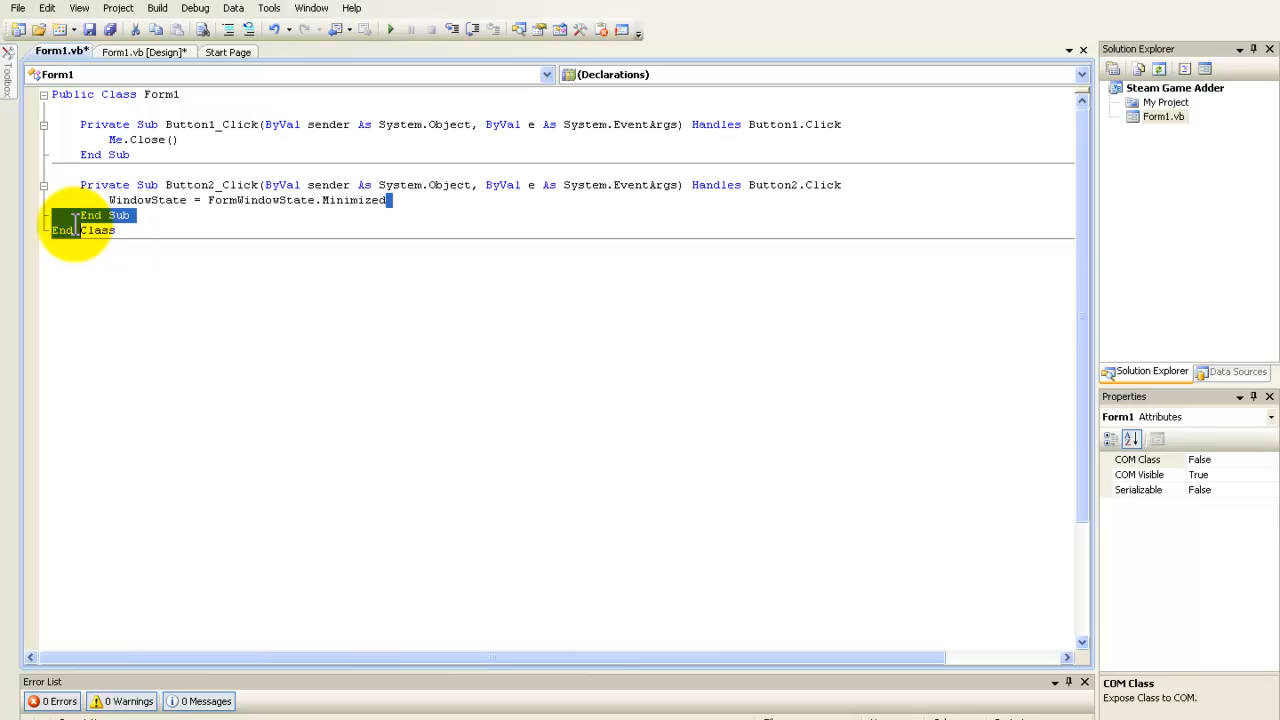 File Edit View Project Build Debug Data Tools Window Help
Form1.vb* Form1.vb [Design]* Start Page
Toolbox
Form1 (Declarations)
Public Class Form1
Private Sub Button1_Click(ByVal sender As System.Object, ByVal e As System.EventArgs) Handles Button1.Click
Me.Close()
End Sub
Private Sub Button2_Click(ByVal sender As System.Object, ByVal e As System.EventArgs) Handles Button2.Click
WindowState = FormWindowState.Minimized
End Sub
End Class
Solution Explorer
Steam Game Adder
My Project
Form1.vb
Solution Explorer Data Sources
Properties
Form1 Attributes
COM Class False
COM Visible True
Serializable False
COM Class
Expose Class to COM.
Error List
0 Errors 0 Warnings 0 Messages